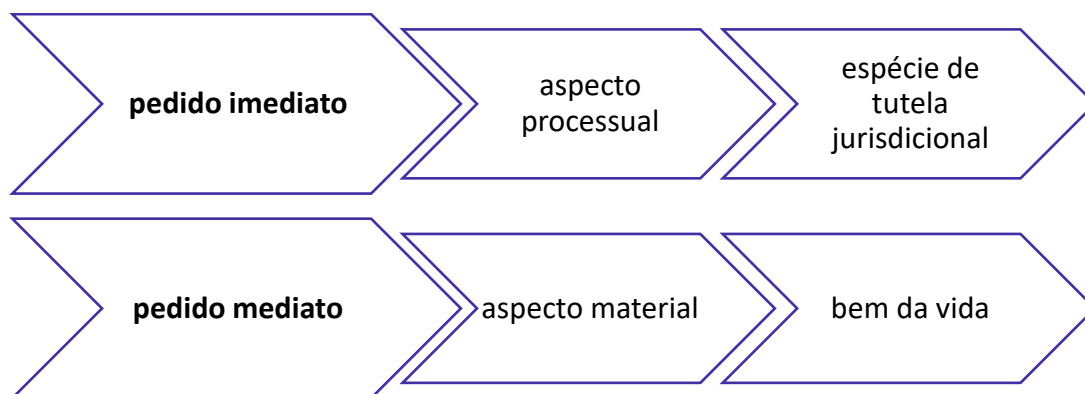 pedido imediato
aspecto
processual
espécie de
tutela
jurisdicional
pedido mediato
aspecto material
bem da vida